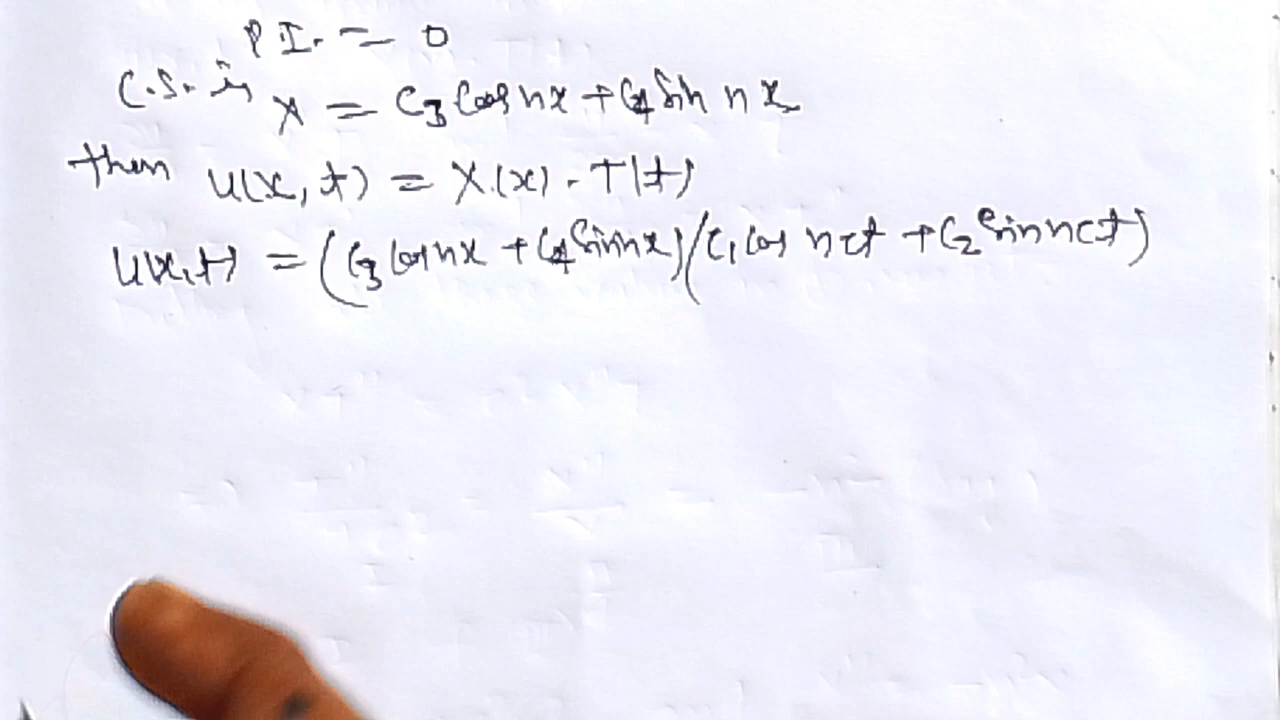 P.I. = 0
C.S. is X = C₃ Cos nx + C₄ Sin nx
then u(x, t) = X.(x) . T(t)
u(x,t) = (C₃ Cos nx + C₄ Sin nx) (C₁ Cos nct + C₂ Sin nct)